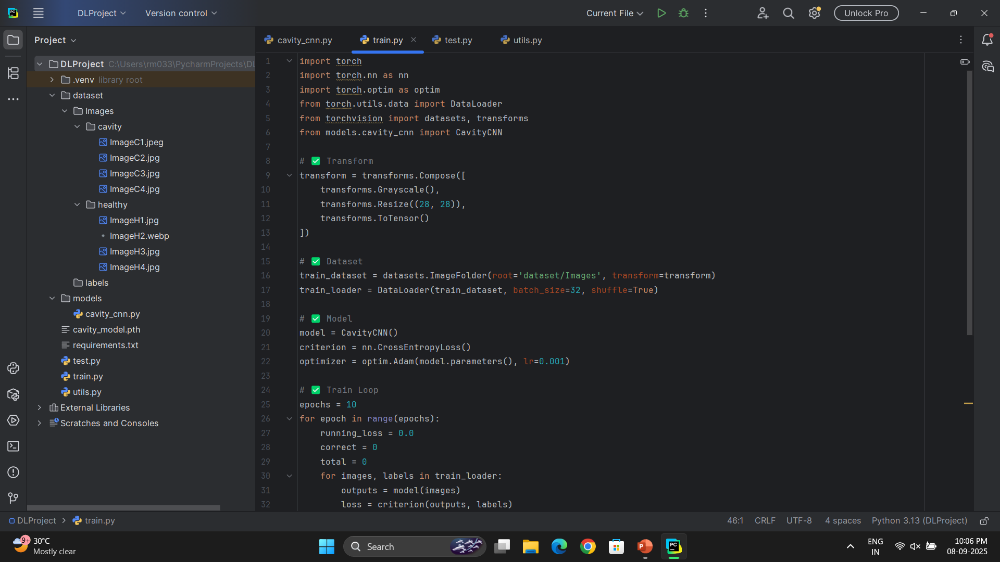 PC
DLProject
Version control
Current File
Unlock Pro
Project
cavity_cnn.py
train.py
test.py
utils.py
DLProject C:\Users\rm033\PycharmProjects\DL
.venv library root
dataset
Images
cavity
ImageC1.jpeg
ImageC2.jpg
ImageC3.jpg
ImageC4.jpg
healthy
ImageH1.jpg
ImageH2.webp
ImageH3.jpg
ImageH4.jpg
labels
models
cavity_cnn.py
cavity_model.pth
requirements.txt
test.py
train.py
utils.py
External Libraries
Scratches and Consoles
1 import torch
2 import torch.nn as nn
3 import torch.optim as optim
4 from torch.utils.data import DataLoader
5 from torchvision import datasets, transforms
6 from models.cavity_cnn import CavityCNN
7
8 # ✅ Transform
9 transform = transforms.Compose([
10     transforms.Grayscale(),
11     transforms.Resize((28, 28)),
12     transforms.ToTensor()
13 ])
14
15 # ✅ Dataset
16 train_dataset = datasets.ImageFolder(root='dataset/Images', transform=transform)
17 train_loader = DataLoader(train_dataset, batch_size=32, shuffle=True)
18
19 # ✅ Model
20 model = CavityCNN()
21 criterion = nn.CrossEntropyLoss()
22 optimizer = optim.Adam(model.parameters(), lr=0.001)
23
24 # ✅ Train Loop
25 epochs = 10
26 for epoch in range(epochs):
27     running_loss = 0.0
28     correct = 0
29     total = 0
30     for images, labels in train_loader:
31         outputs = model(images)
32         loss = criterion(outputs, labels)
DLProject > train.py
46:1 CRLF UTF-8 4 spaces Python 3.13 (DLProject)
9+
30°C
Mostly clear
Search
P
PC
ENG
IN
10:06 PM
08-09-2025